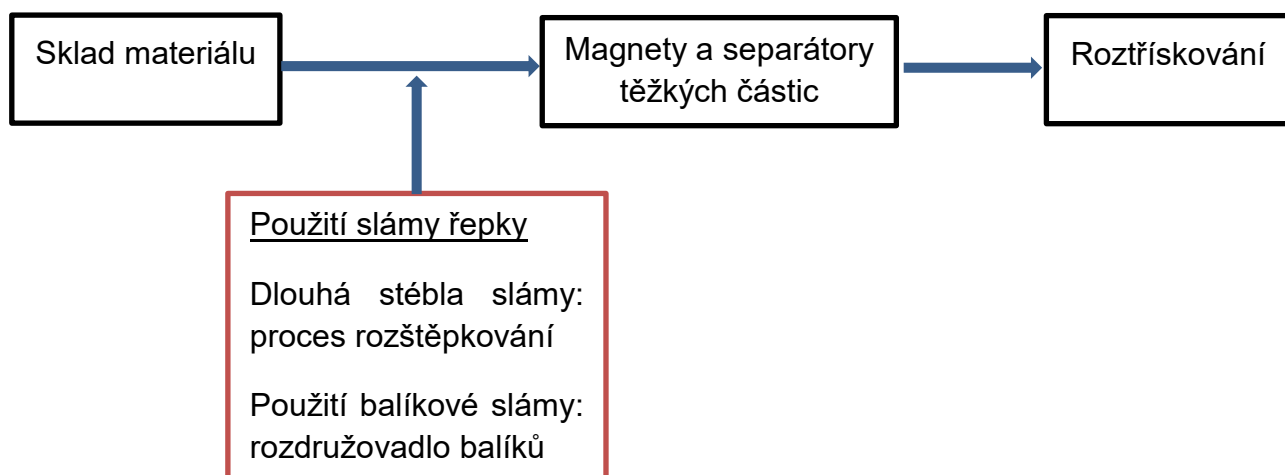 Sklad materiálu
Magnety a separátory
těžkých částic
Roztřískování
Použití slámy řepky
Dlouhá stébla slámy:
proces rozštěpkování
Použití balíkové slámy:
rozdružovadlo balíků